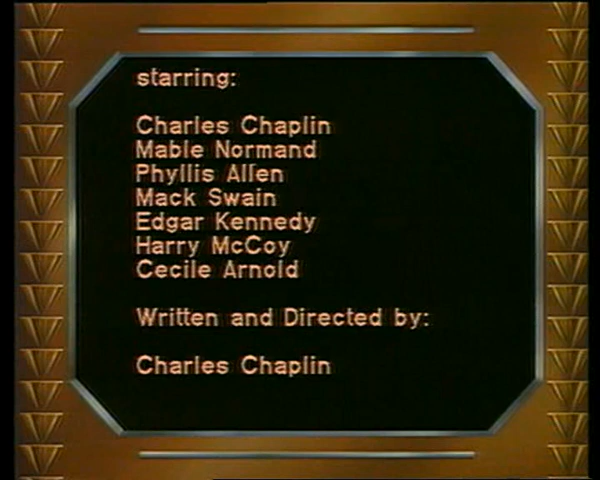 starring:
Charles Chaplin
Mable Normand
Phyllis Allen
Mack Swain
Edgar Kennedy
Harry McCoy
Cecile Arnold
Written and Directed by:
Charles Chaplin